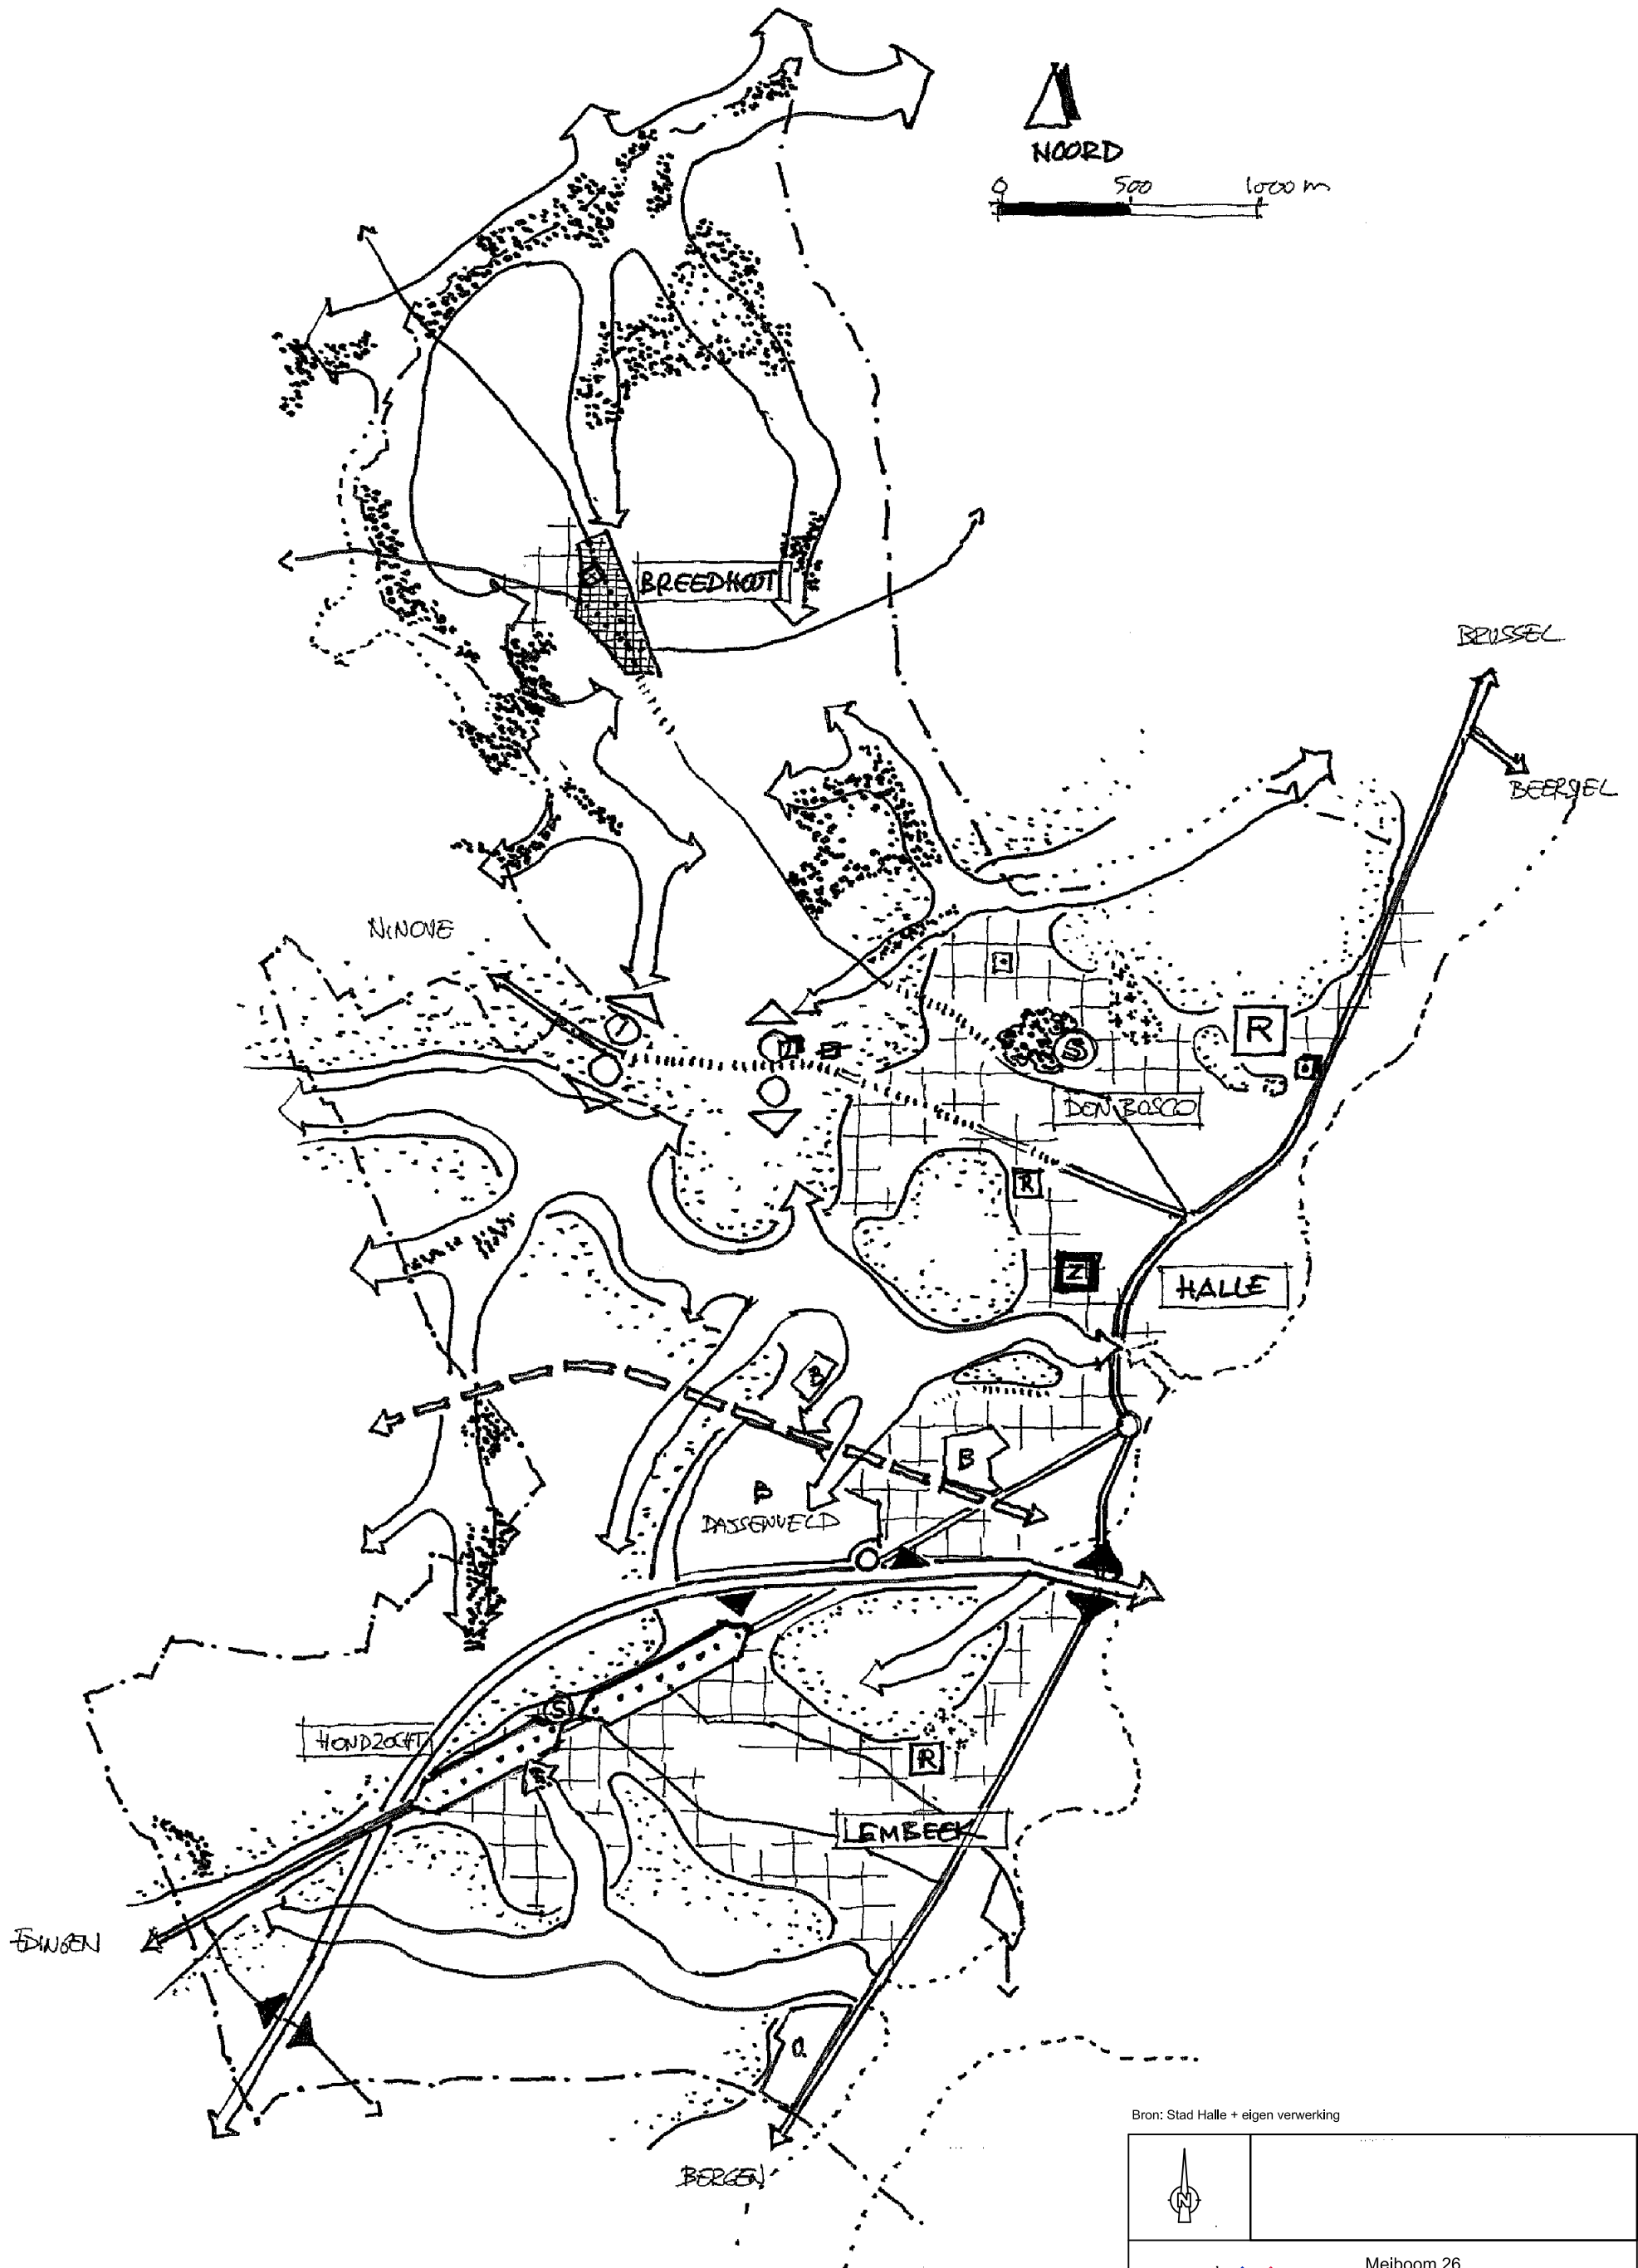 NOORD
0 500 1000 m
BREEDHOUT
BRUSSEL
BEERSEL
NINOVE
R
S
DON BOSCO
R
Z
HALLE
B
B
B
DASSENVELD
S
HONDZOCHT
R
LEMBEEK
EDINGEN
BERGEN
Bron: Stad Halle + eigen verwerking
N
Meiboom 26